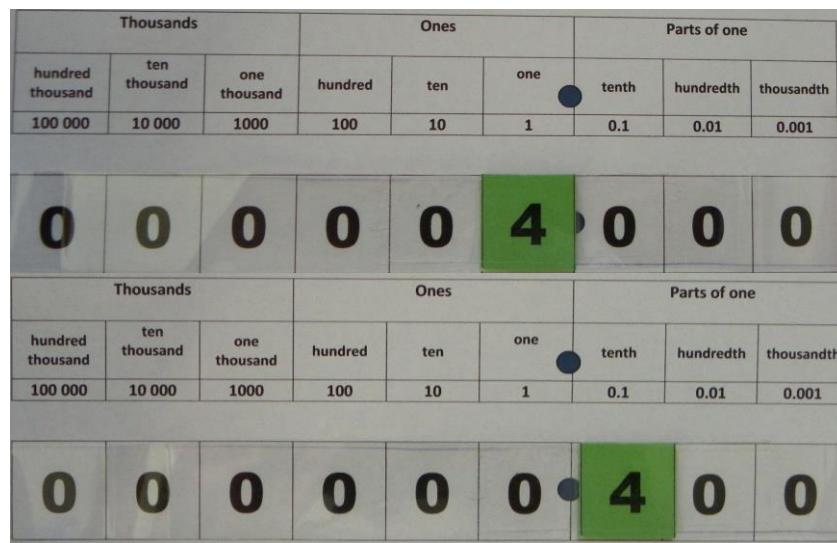 Thousands Ones Parts of one
hundred thousand ten thousand one thousand hundred ten one tenth hundredth thousandth
100 000 10 000 1000 100 10 1 0.1 0.01 0.001
0 0 0 0 0 4 0 0 0
Thousands Ones Parts of one
hundred thousand ten thousand one thousand hundred ten one tenth hundredth thousandth
100 000 10 000 1000 100 10 1 0.1 0.01 0.001
0 0 0 0 0 0 4 0 0